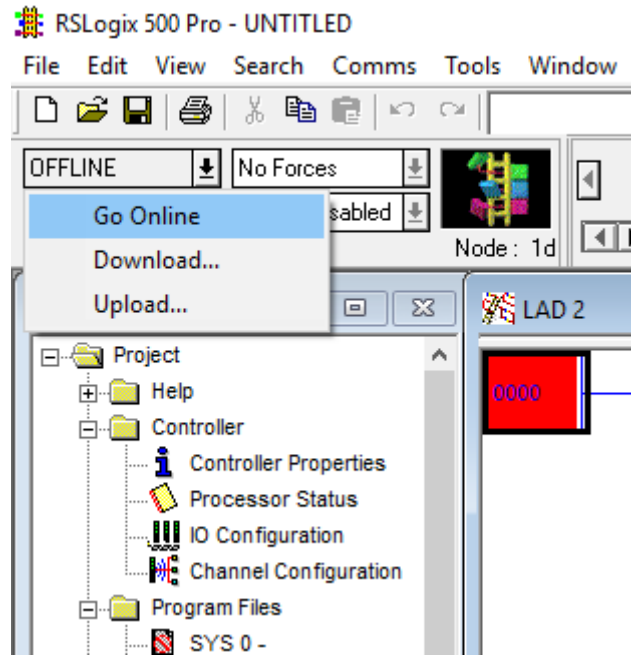 RSLogix 500 Pro - UNTITLED
File Edit View Search Comms Tools Window
OFFLINE No Forces
Go Online sabled
Download... Node : 1d
Upload... LAD 2
Project
Help 0000
Controller
Controller Properties
Processor Status
IO Configuration
Channel Configuration
Program Files
SYS 0 -